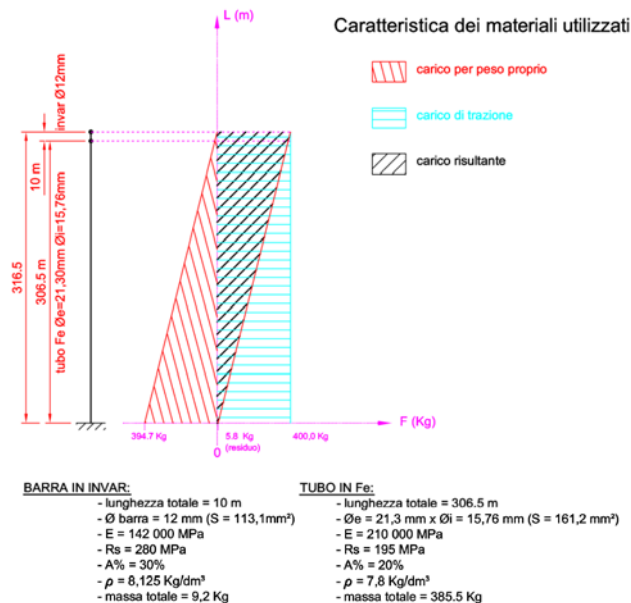 L (m)
Caratteristica dei materiali utilizzati
carico per peso proprio
carico di trazione
carico risultante
invar Ø12mm
10 m
316.5
306.5 m
tubo Fe Øe=21,30mm Øi=15,76mm
F (Kg)
394.7 Kg
5.8 Kg
400,0 Kg
0
(residuo)
BARRA IN INVAR:
- lunghezza totale = 10 m
- Ø barra = 12 mm (S = 113,1mm²)
- E = 142 000 MPa
- Rs = 280 MPa
- A% = 30%
- ρ = 8,125 Kg/dm³
- massa totale = 9,2 Kg
TUBO IN Fe:
- lunghezza totale = 306.5 m
- Øe = 21,3 mm x Øi = 15,76 mm (S = 161,2 mm²)
- E = 210 000 MPa
- Rs = 195 MPa
- A% = 20%
- ρ = 7,8 Kg/dm³
- massa totale = 385.5 Kg